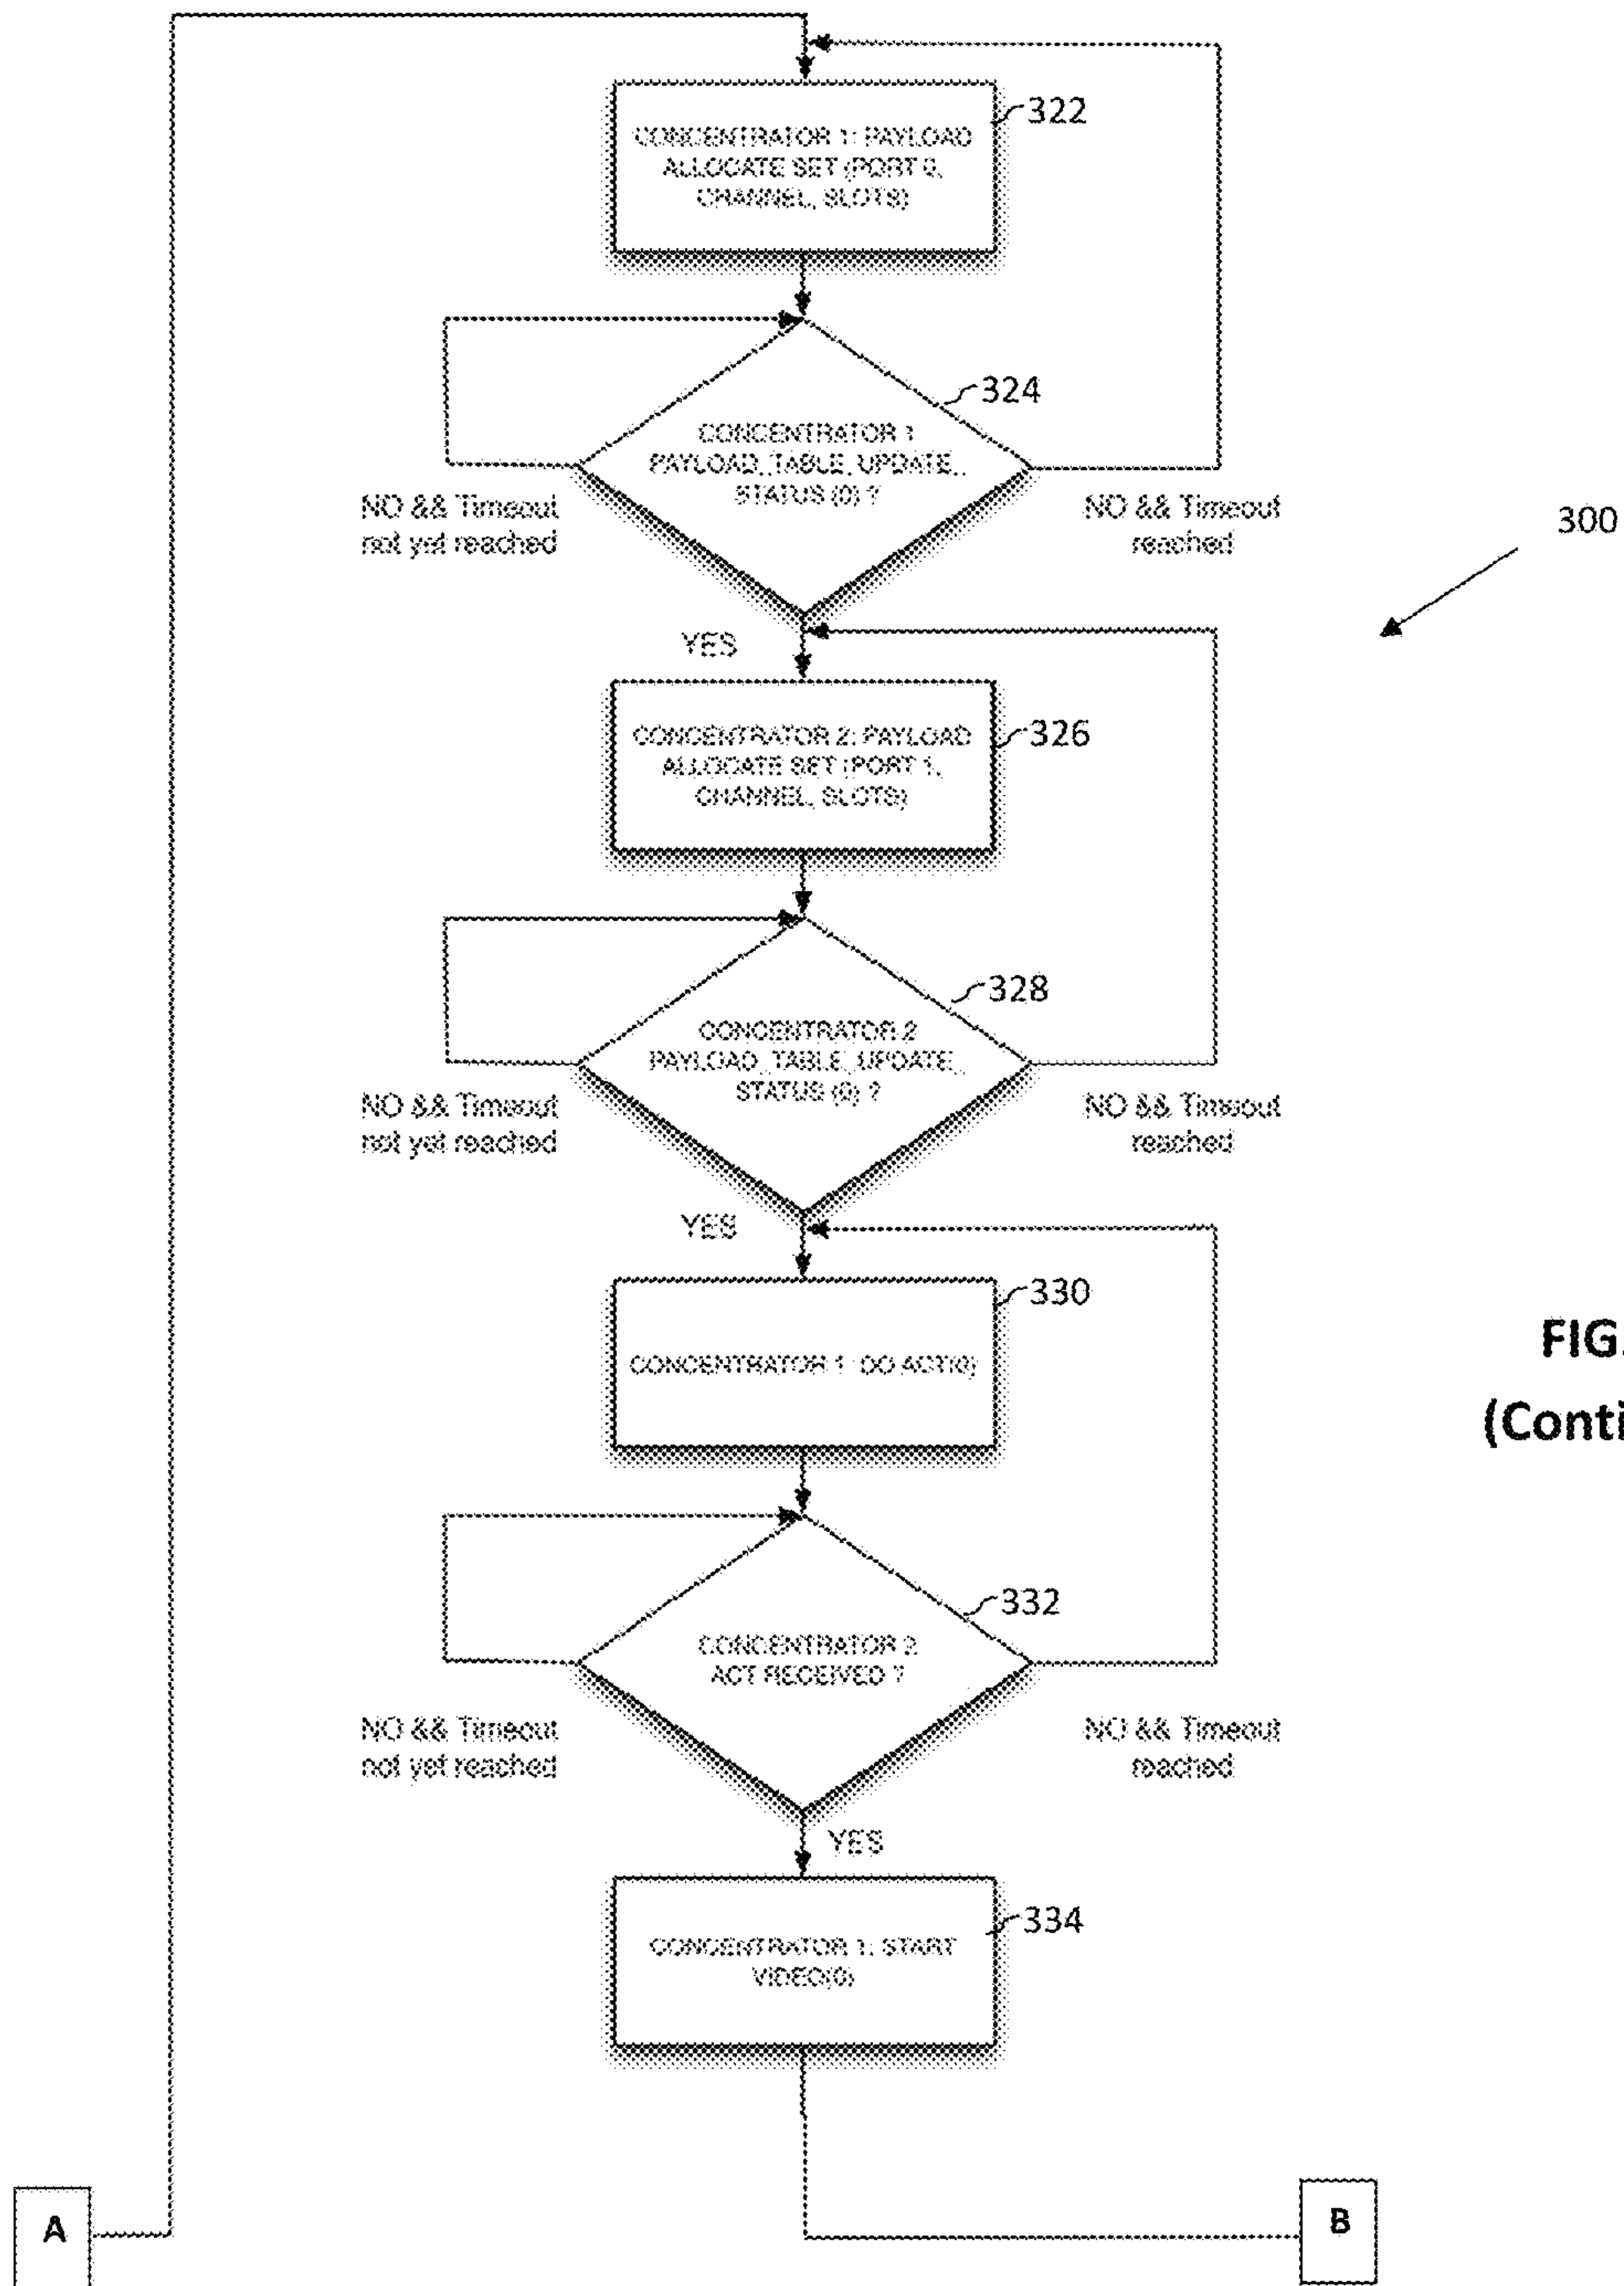 322
CONCENTRATOR 1: PAYLOAD
ALLOCATE SET (PORT 0,
CHANNEL, SLOTS)
324
CONCENTRATOR 1
PAYLOAD_TABLE_UPDATE_
STATUS (0) ?
NO && Timeout
not yet reached
NO && Timeout
reached
300
YES
326
CONCENTRATOR 2: PAYLOAD
ALLOCATE SET (PORT 1,
CHANNEL, SLOTS)
328
CONCENTRATOR 2
PAYLOAD_TABLE_UPDATE_
STATUS (0) ?
NO && Timeout
not yet reached
NO && Timeout
reached
YES
330
CONCENTRATOR 1: DO ACT(0)
FIG.
(Conti
332
CONCENTRATOR 2
ACT RECEIVED ?
NO && Timeout
not yet reached
NO && Timeout
reached
YES
334
CONCENTRATOR 1: START
VIDEO(0)
A
B